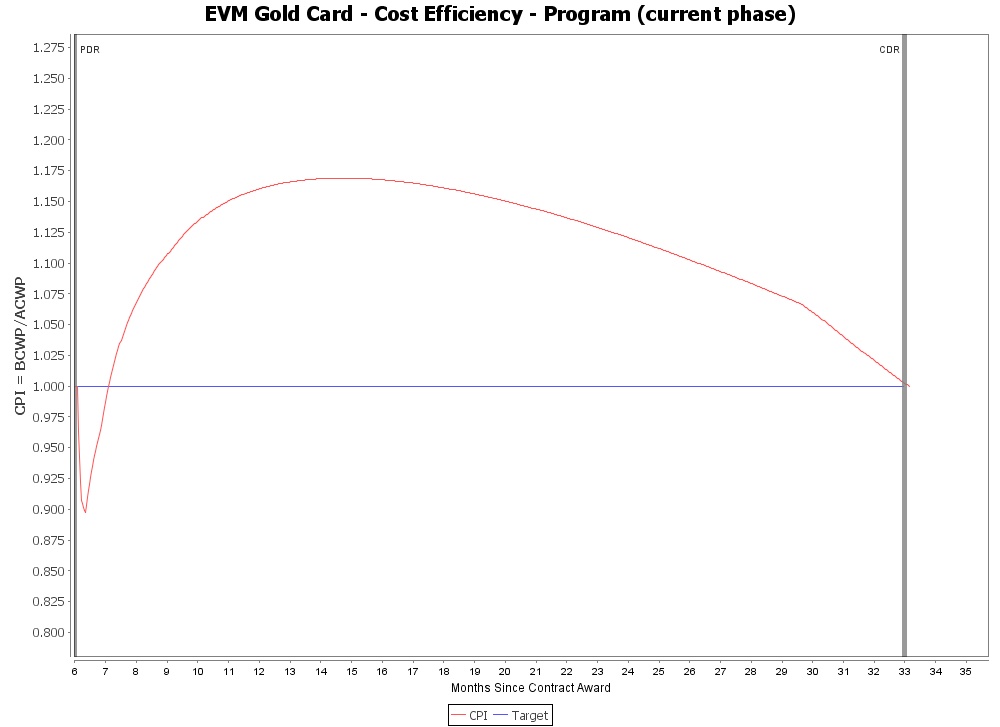 EVM Gold Card - Cost Efficiency - Program (current phase)
CPI = BCWP/ACWP
1.275
1.250
1.225
1.200
1.175
1.150
1.125
1.100
1.075
1.050
1.025
1.000
0.975
0.950
0.925
0.900
0.875
0.850
0.825
0.800
PDR
CDR
6 7 8 9 10 11 12 13 14 15 16 17 18 19 20 21 22 23 24 25 26 27 28 29 30 31 32 33 34 35
Months Since Contract Award
CPI Target